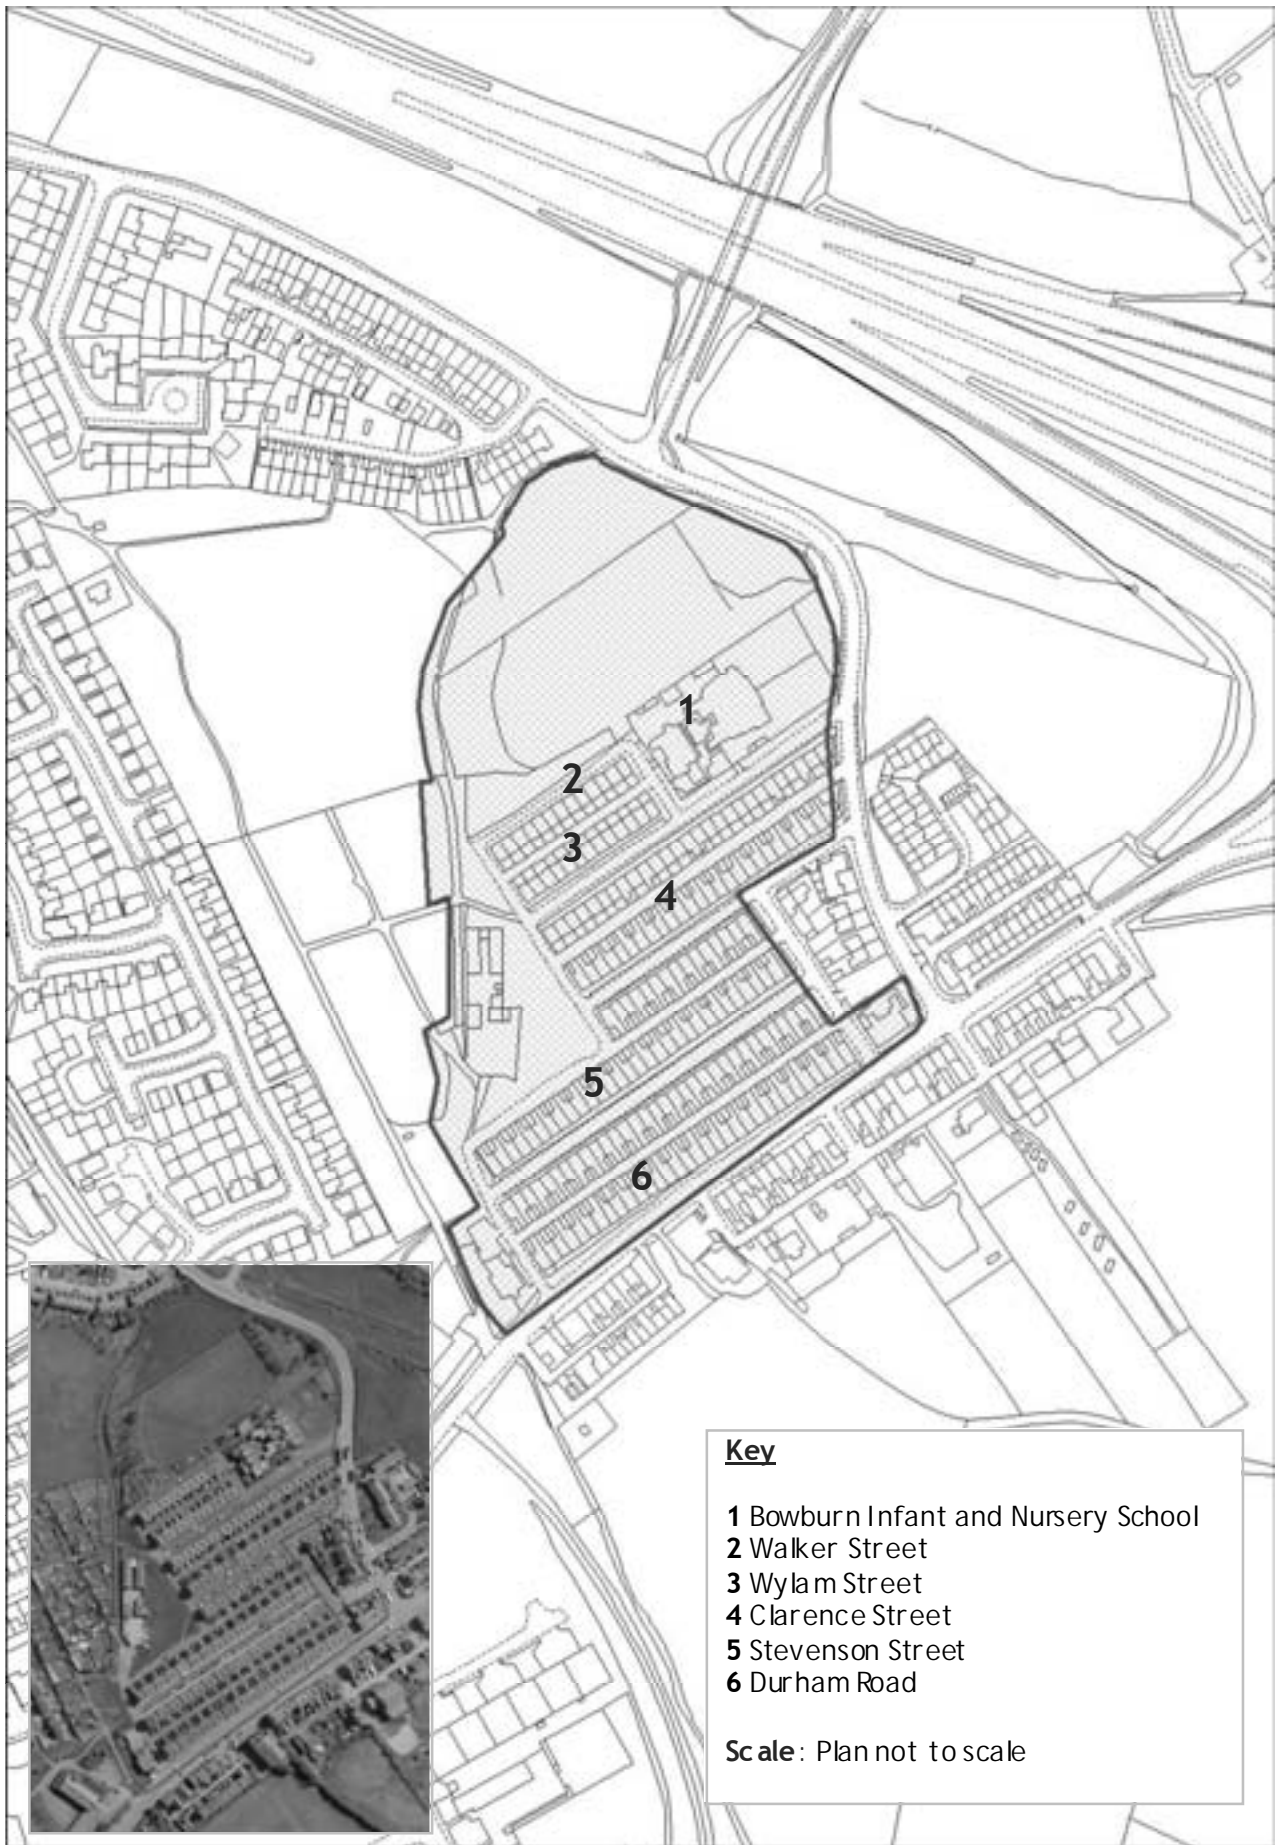 1
2
3
4
5
6
Key
1 Bowburn Infant and Nursery School
2 Walker Street
3 Wylam Street
4 Clarence Street
5 Stevenson Street
6 Durham Road
Scale: Plan not to scale